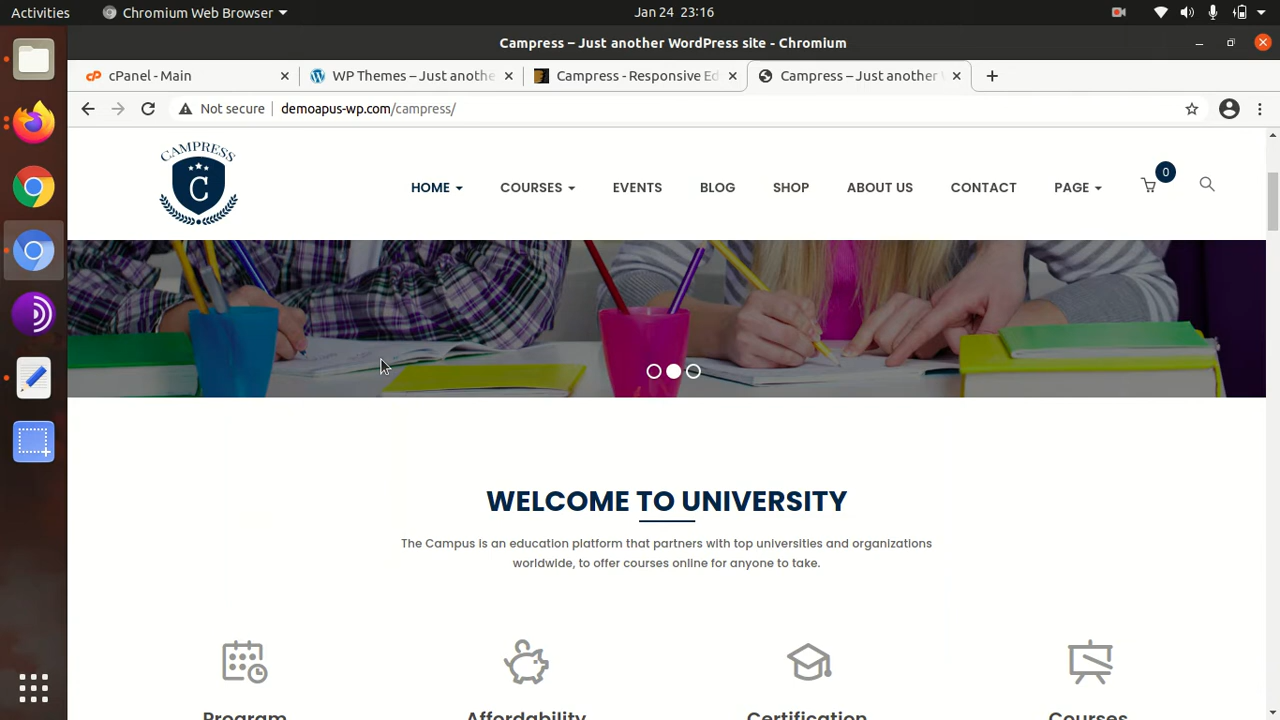 Activities
Chromium Web Browser
Jan 24 23:16
Campress – Just another WordPress site - Chromium
cPanel - Main
WP Themes – Just anothe
Campress - Responsive Ed
Campress – Just another
Not secure
demoapus-wp.com/campress/
CAMPRESS
C
HOME
COURSES
EVENTS
BLOG
SHOP
ABOUT US
CONTACT
PAGE
0
WELCOME TO UNIVERSITY
The Campus is an education platform that partners with top universities and organizations
worldwide, to offer courses online for anyone to take.
Program
Affordability
Certification
Courses